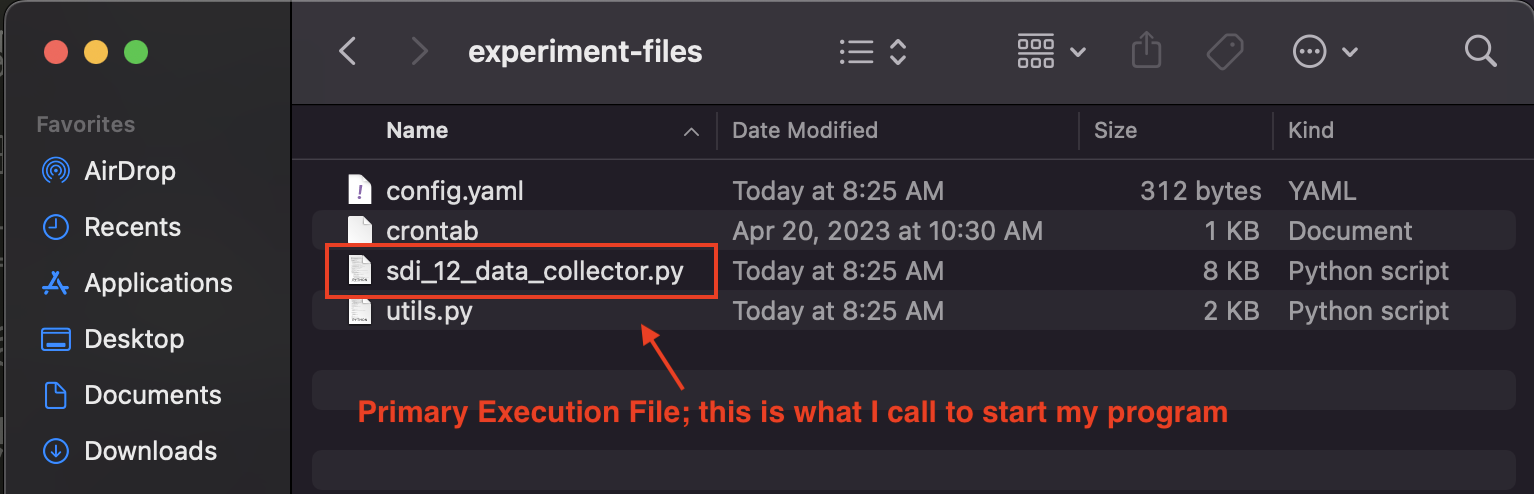 experiment-files
Favorites
AirDrop
Recents
Applications
Desktop
Documents
Downloads
Name Date Modified Size Kind
config.yaml Today at 8:25 AM 312 bytes YAML
crontab Apr 20, 2023 at 10:30 AM 1 KB Document
sdi_12_data_collector.py Today at 8:25 AM 8 KB Python script
utils.py Today at 8:25 AM 2 KB Python script
Primary Execution File; this is what I call to start my program